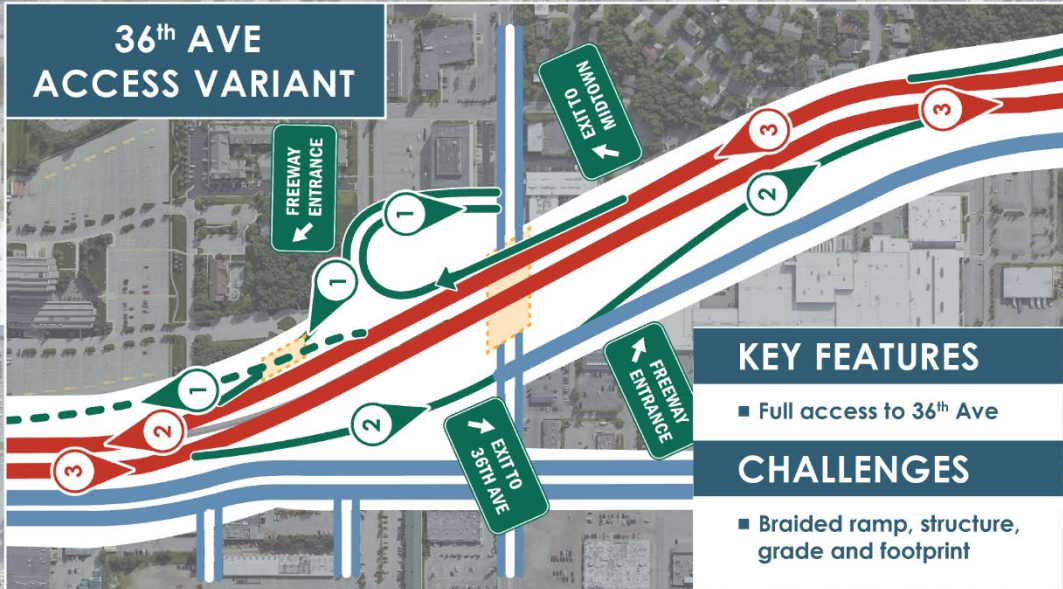 36th AVE
ACCESS VARIANT
EXIT TO
MIDTOWN
FREEWAY
ENTRANCE
3
3
2
1
1
1
2
3
2
EXIT TO
36TH AVE
FREEWAY
ENTRANCE
KEY FEATURES
▪ Full access to 36th Ave
CHALLENGES
▪ Braided ramp, structure,
grade and footprint